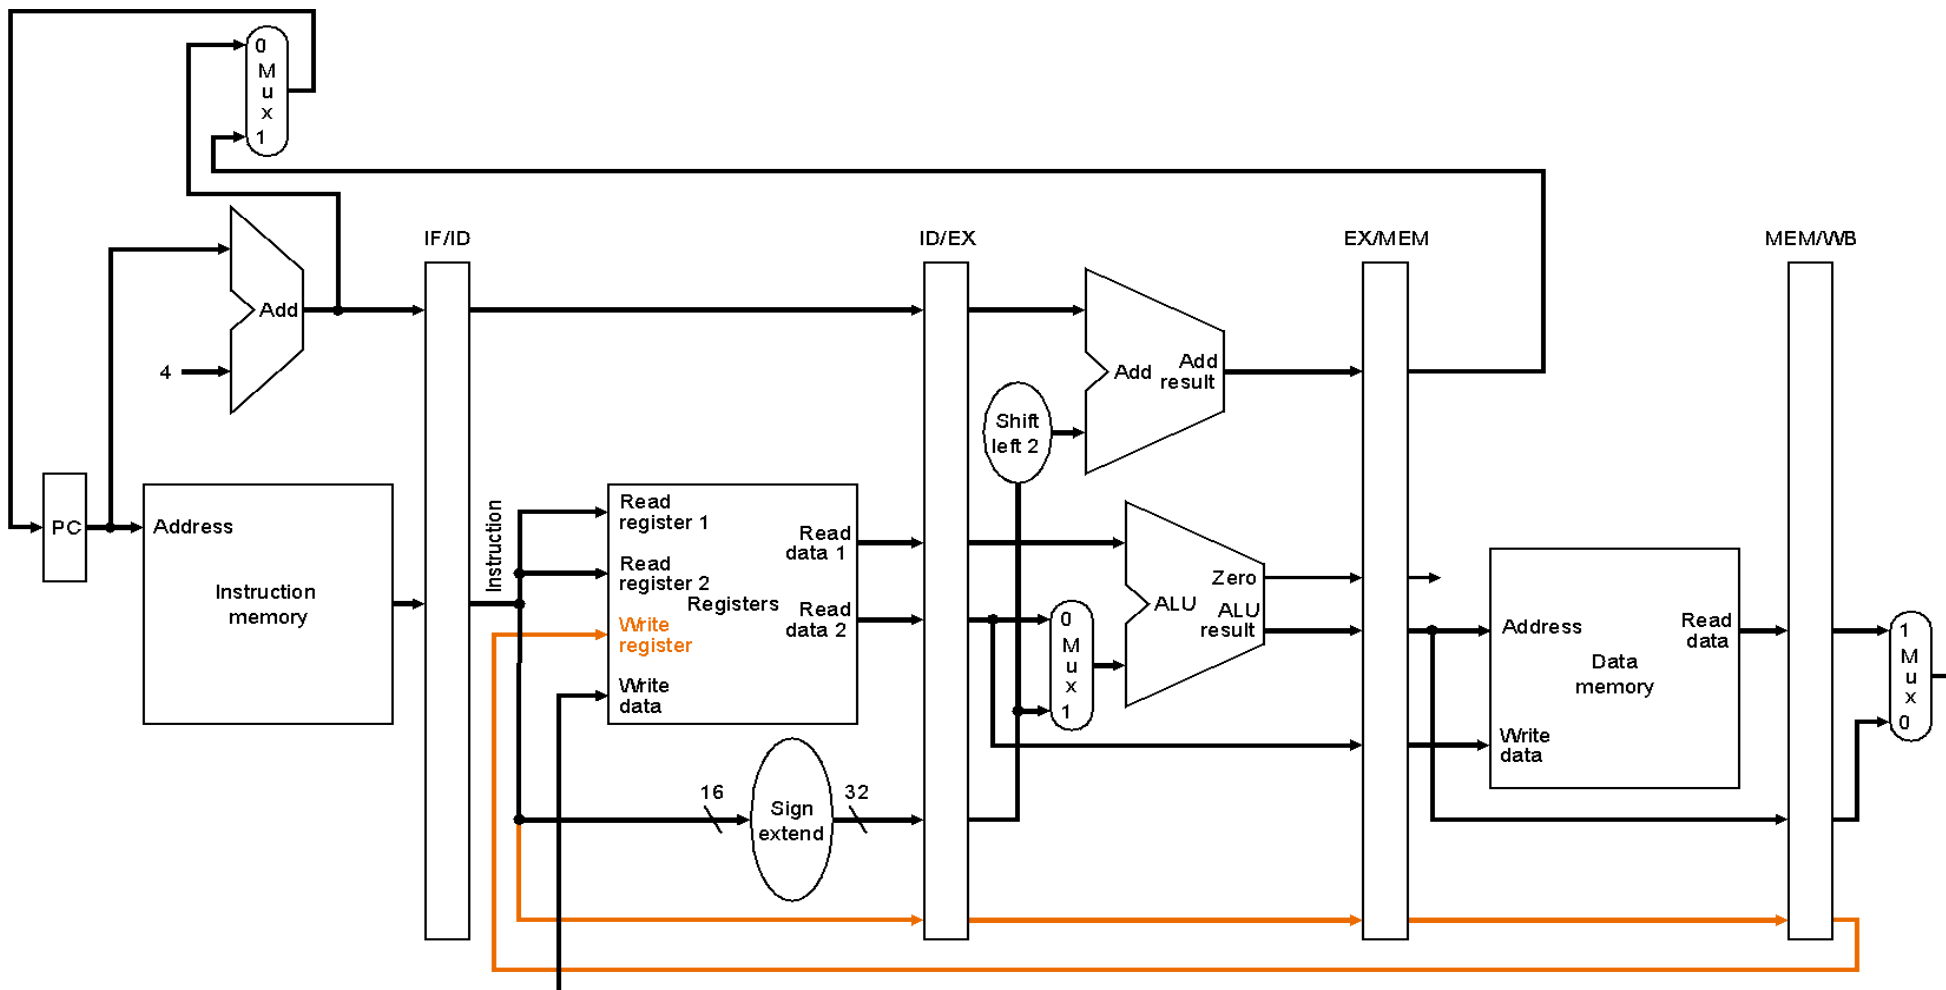 0
M
u
x
1
IF/ID
ID/EX
EX/MEM
MEM/WB
Add
4
Add
Add
result
Shift
left 2
PC
Address
Instruction
memory
Instruction
Read
register 1
Read
register 2
Write
register
Write
data
Registers
Read
data 1
Read
data 2
16
Sign
extend
32
0
M
u
x
1
ALU
Zero
ALU
result
Address
Read
data
Data
memory
Write
data
1
M
u
x
0